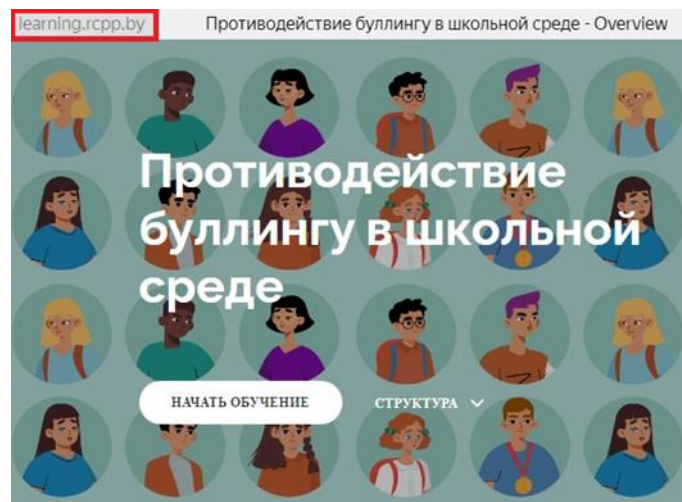 learning.rcpp.by Противодействие буллингу в школьной среде - Overview
Противодействие
буллингу в школьной
среде
НАЧАТЬ ОБУЧЕНИЕ СТРУКТУРА